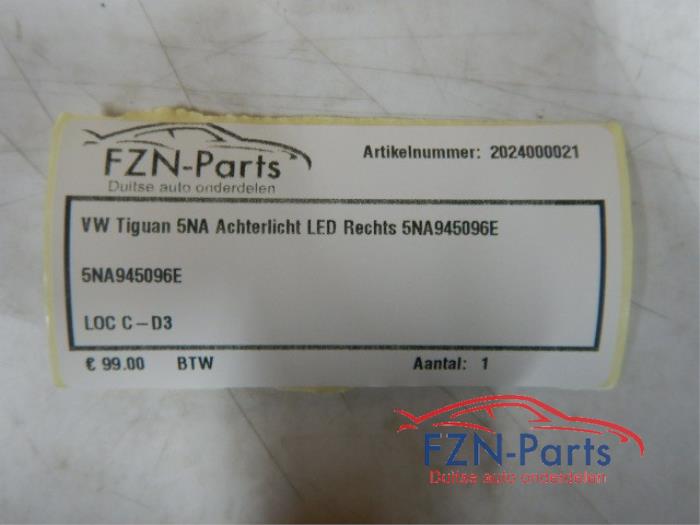 FZN-Parts
Duitse auto onderdelen
Artikelnummer: 2024000021
VW Tiguan 5NA Achterlicht LED Rechts 5NA945096E
5NA945096E
LOC C-D3
€ 99.00 BTW Aantal: 1
FZN-Parts
Duitse auto onderdelen